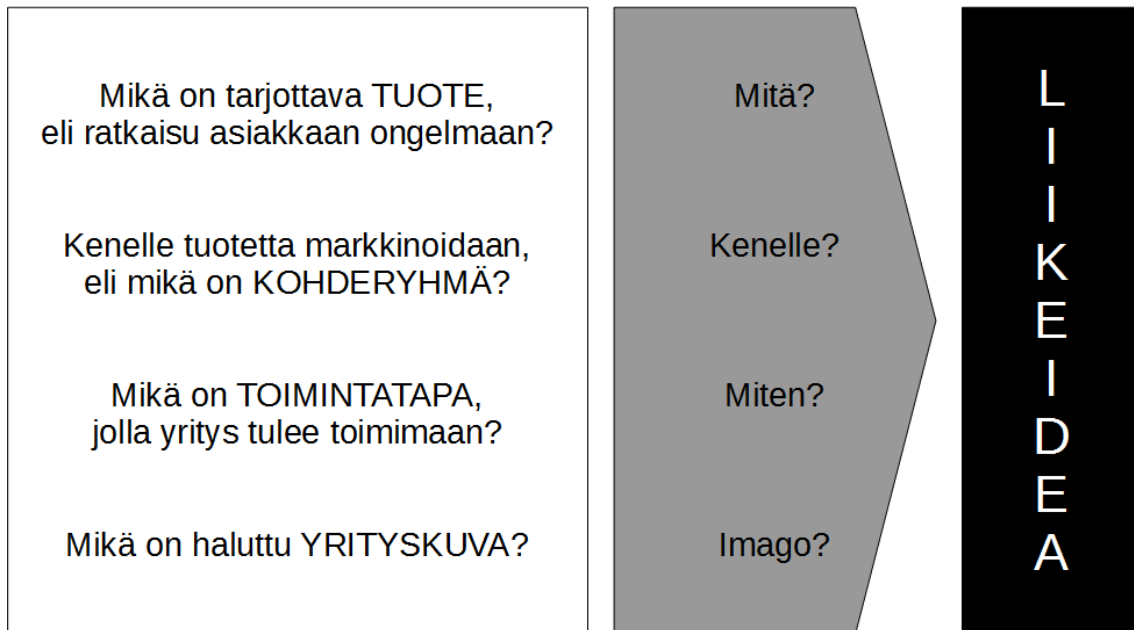 Mikä on tarjottava TUOTE,
eli ratkaisu asiakkaan ongelmaan?
Kenelle tuotetta markkinoidaan,
eli mikä on KOHDERYHMÄ?
Mikä on TOIMINTATAPA,
jolla yritys tulee toimimaan?
Mikä on haluttu YRITYSKUVA?
Mitä?
Kenelle?
Miten?
Imago?
LIIKEIDEA